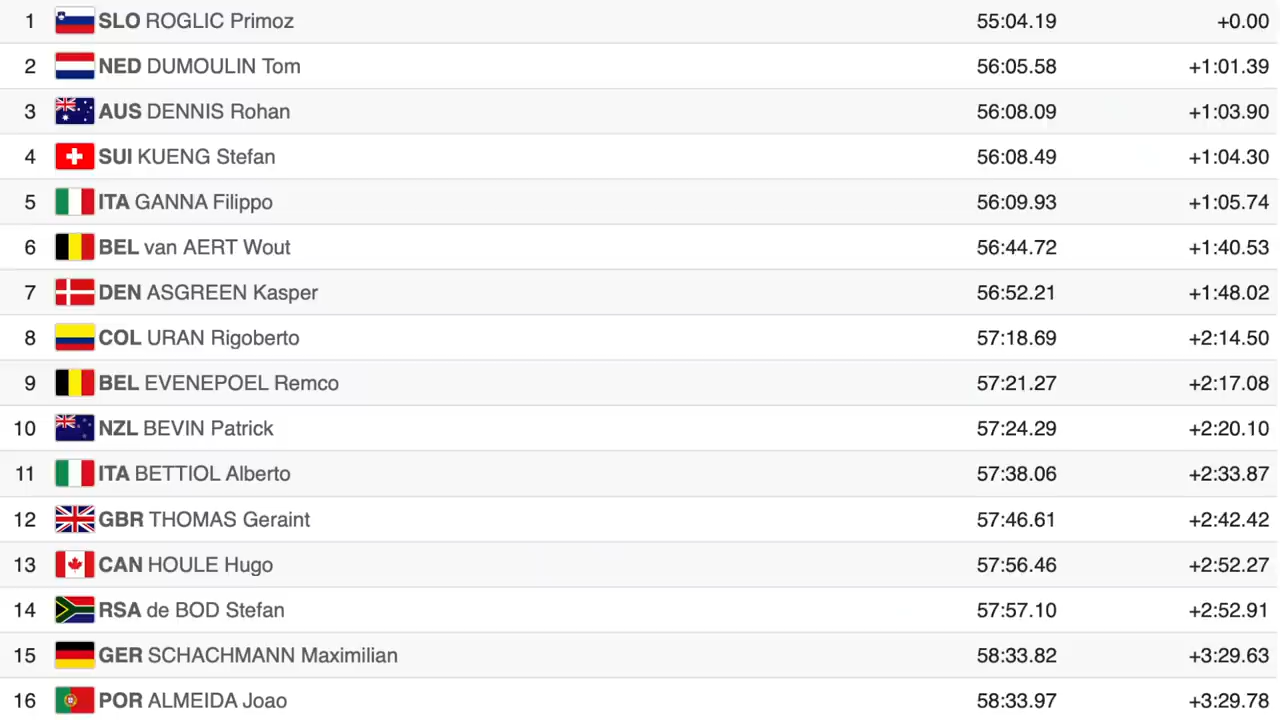 1 SLO ROGLIC Primoz 55:04.19 +0.00
2 NED DUMOULIN Tom 56:05.58 +1:01.39
3 AUS DENNIS Rohan 56:08.09 +1:03.90
4 SUI KUENG Stefan 56:08.49 +1:04.30
5 ITA GANNA Filippo 56:09.93 +1:05.74
6 BEL van AERT Wout 56:44.72 +1:40.53
7 DEN ASGREEN Kasper 56:52.21 +1:48.02
8 COL URAN Rigoberto 57:18.69 +2:14.50
9 BEL EVENEPOEL Remco 57:21.27 +2:17.08
10 NZL BEVIN Patrick 57:24.29 +2:20.10
11 ITA BETTIOL Alberto 57:38.06 +2:33.87
12 GBR THOMAS Geraint 57:46.61 +2:42.42
13 CAN HOULE Hugo 57:56.46 +2:52.27
14 RSA de BOD Stefan 57:57.10 +2:52.91
15 GER SCHACHMANN Maximilian 58:33.82 +3:29.63
16 POR ALMEIDA Joao 58:33.97 +3:29.78